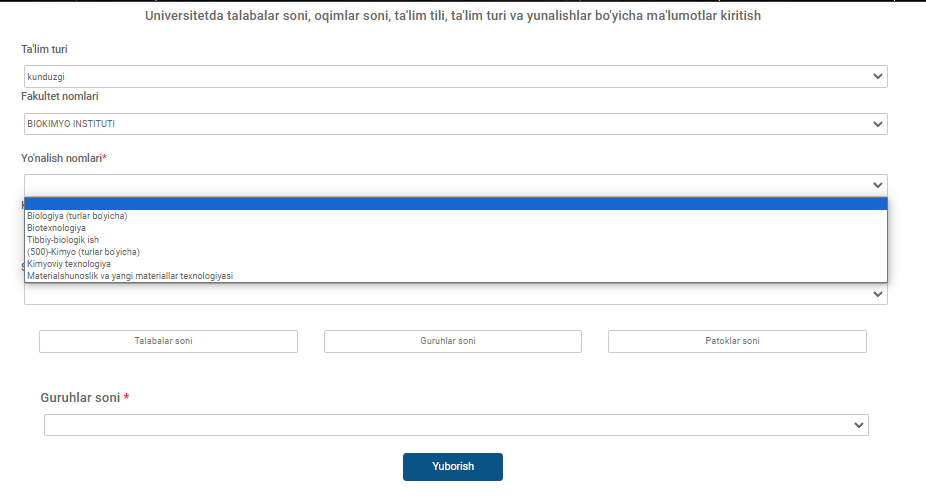 Universitetda talabalar soni, oqimlar soni, ta'lim tili, ta'lim turi va yunalishlar bo'yicha ma'lumotlar kiritish
Ta'lim turi
kunduzgi
Fakultet nomlari
BIOKIMYO INSTITUTI
Yo'nalish nomlari*
Biologiya (turlar bo'yicha)
Biotexnologiya
Tibbiy-biologik ish
(500)-Kimyo (turlar bo'yicha)
Kimyoviy texnologiya
Materialshunoslik va yangi materiallar texnologiyasi
Talabalar soni
Guruhlar soni
Patoklar soni
Guruhlar soni *
Yuborish